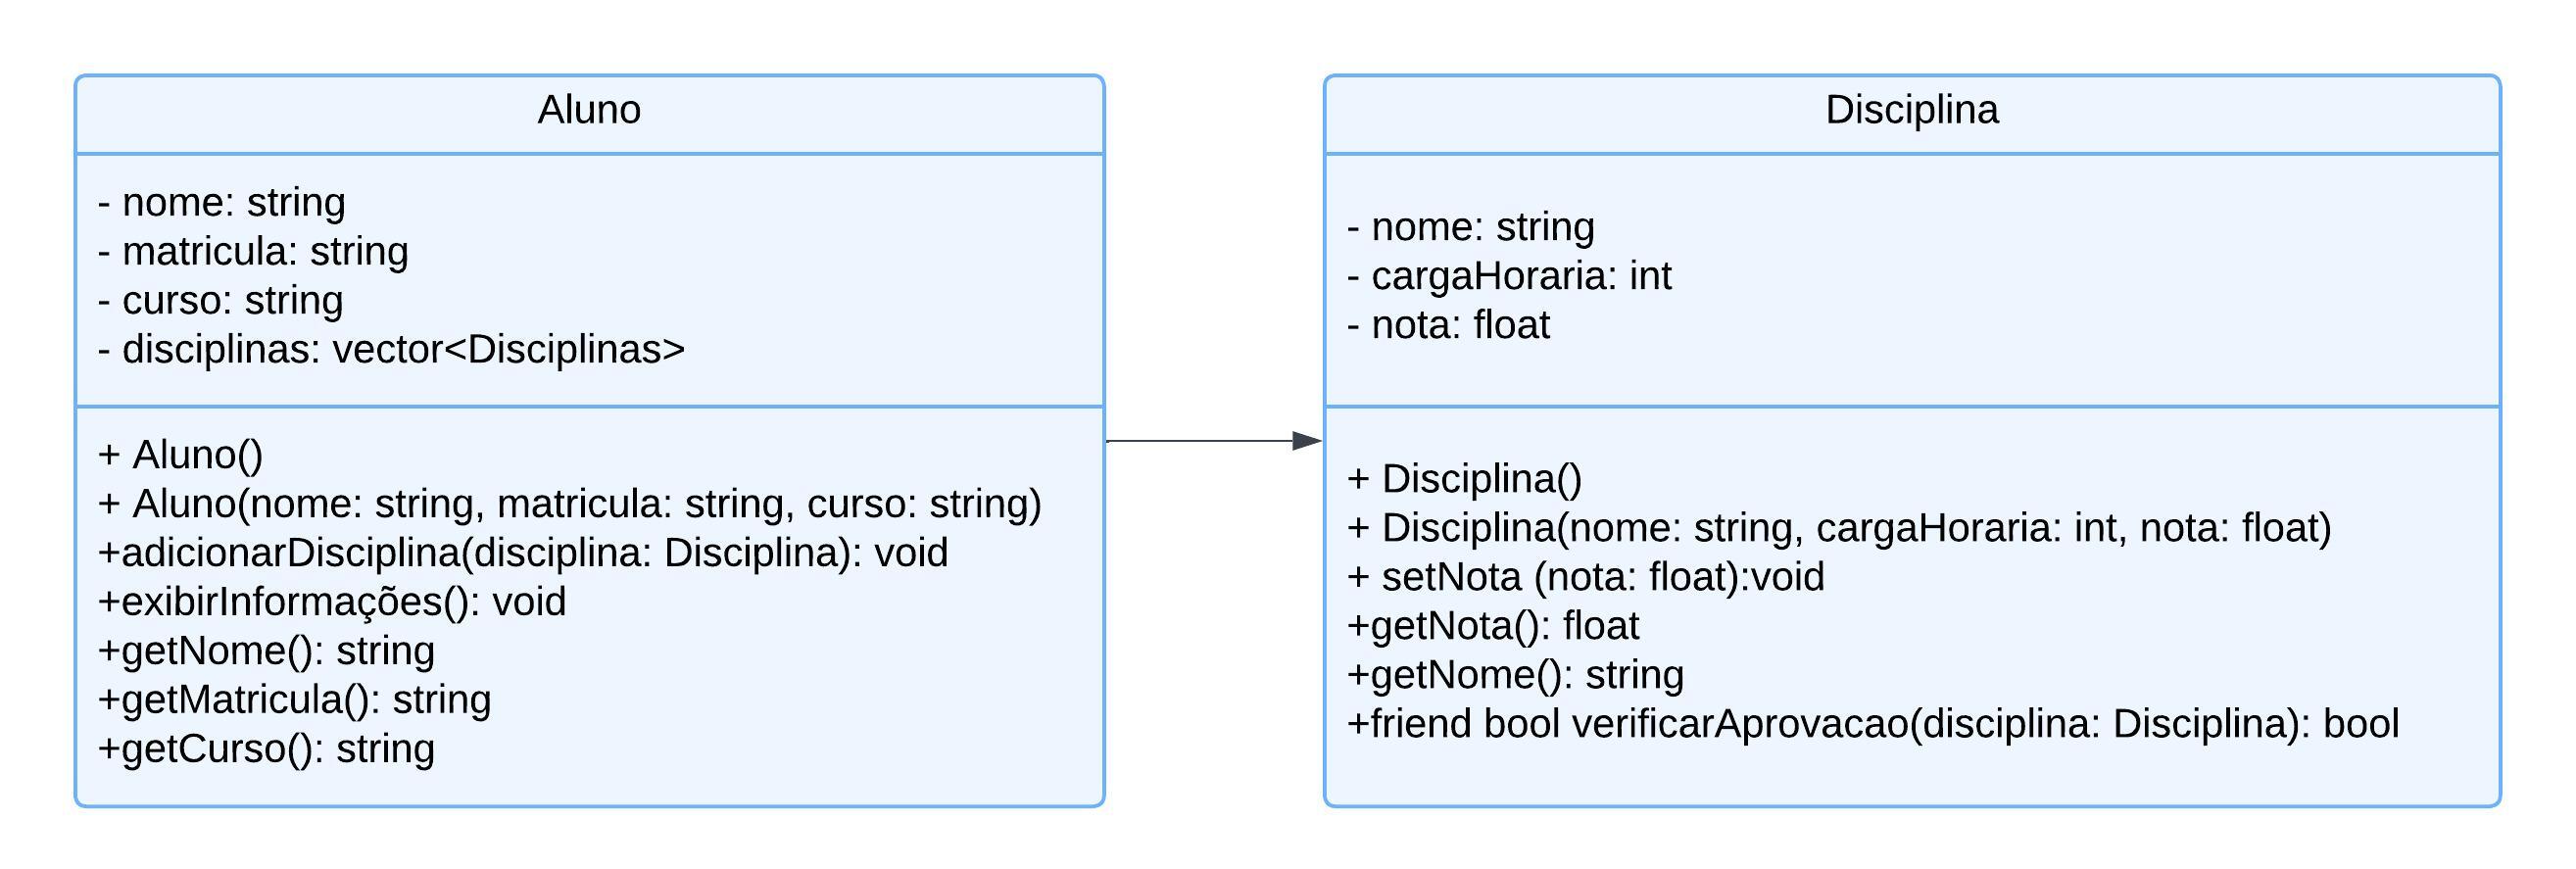 Aluno
- nome: string
- matricula: string
- curso: string
- disciplinas: vector<Disciplinas>
+ Aluno()
+ Aluno(nome: string, matricula: string, curso: string)
+adicionarDisciplina(disciplina: Disciplina): void
+exibirInformações(): void
+getNome(): string
+getMatricula(): string
+getCurso(): string
Disciplina
- nome: string
- cargaHoraria: int
- nota: float
+ Disciplina()
+ Disciplina(nome: string, cargaHoraria: int, nota: float)
+ setNota (nota: float):void
+getNota(): float
+getNome(): string
+friend bool verificarAprovacao(disciplina: Disciplina): bool